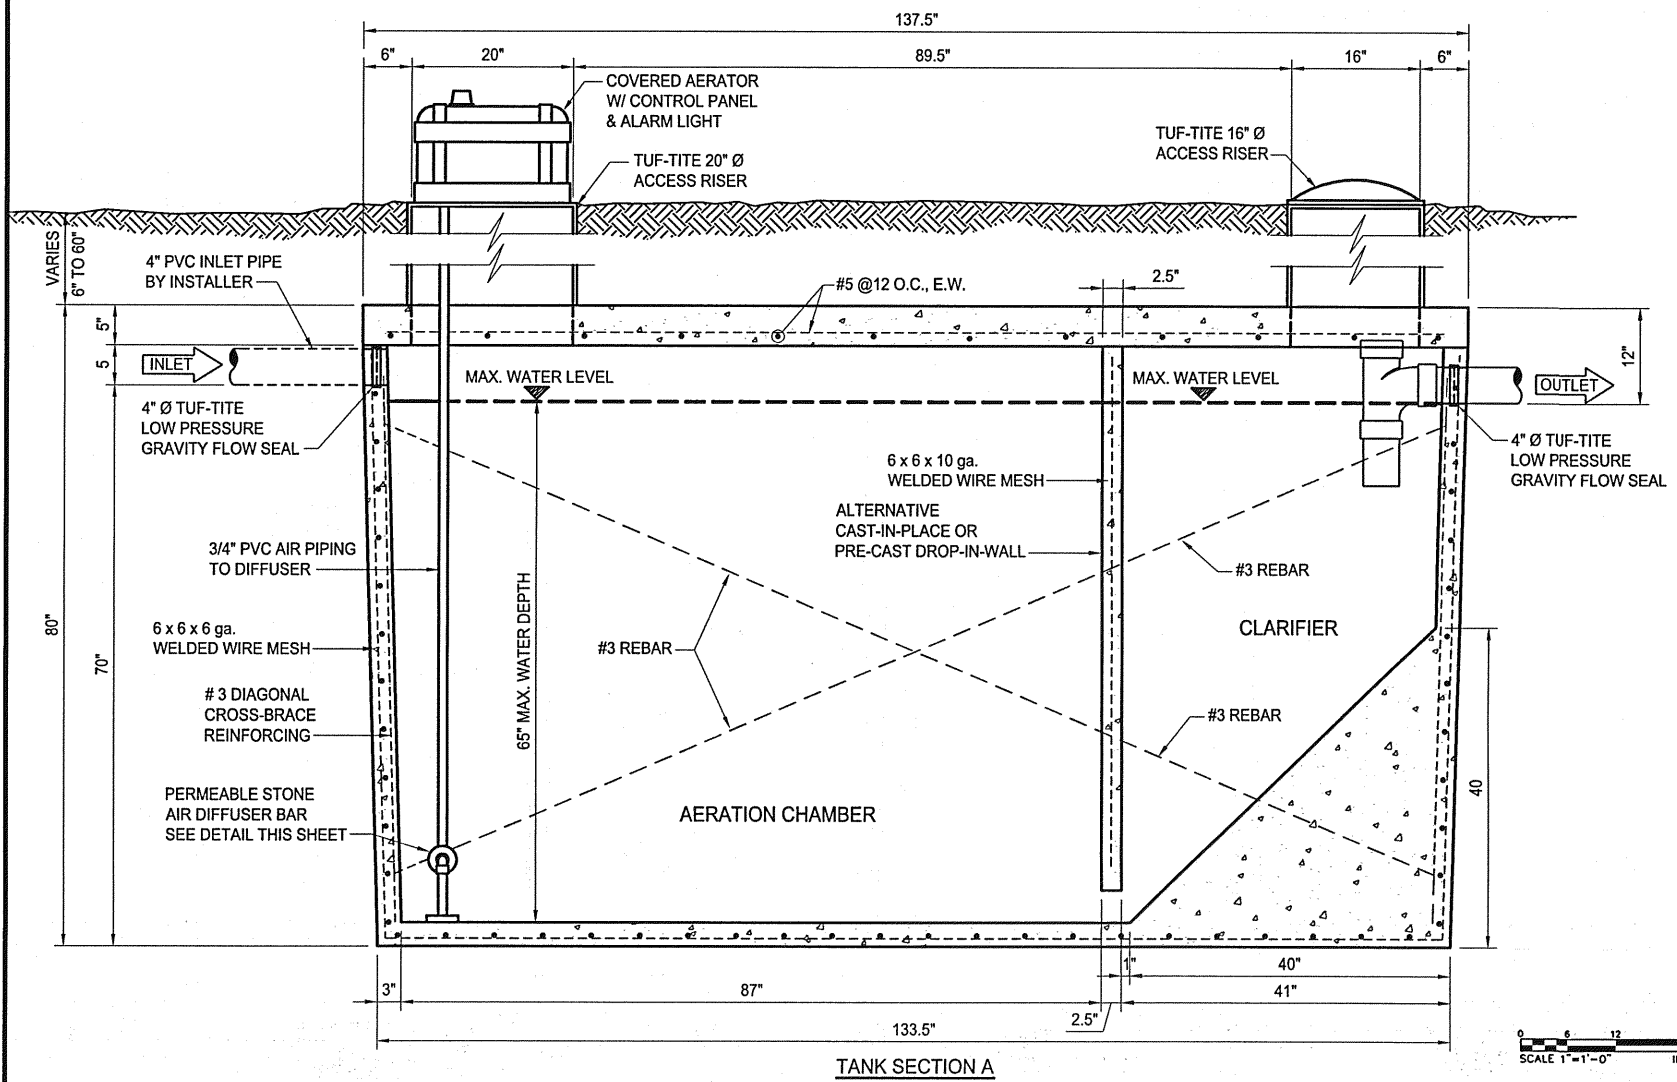 137.5"
6"
20"
89.5"
16"
6"
COVERED AERATOR
W/ CONTROL PANEL
& ALARM LIGHT
TUF-TITE 20" Ø
ACCESS RISER
TUF-TITE 16" Ø
ACCESS RISER
VARIES
6" TO 60"
4" PVC INLET PIPE
BY INSTALLER
#5 @12 O.C., E.W.
2.5"
5"
5
12"
INLET
OUTLET
MAX. WATER LEVEL
MAX. WATER LEVEL
4" Ø TUF-TITE
LOW PRESSURE
GRAVITY FLOW SEAL
4" Ø TUF-TITE
LOW PRESSURE
GRAVITY FLOW SEAL
6 x 6 x 10 ga.
WELDED WIRE MESH
ALTERNATIVE
CAST-IN-PLACE OR
PRE-CAST DROP-IN-WALL
3/4" PVC AIR PIPING
TO DIFFUSER
#3 REBAR
80"
70"
65" MAX. WATER DEPTH
6 x 6 x 6 ga.
WELDED WIRE MESH
#3 REBAR
CLARIFIER
# 3 DIAGONAL
CROSS-BRACE
REINFORCING
#3 REBAR
40
PERMEABLE STONE
AIR DIFFUSER BAR
SEE DETAIL THIS SHEET
AERATION CHAMBER
1"
40"
3"
87"
41"
2.5"
133.5"
TANK SECTION A
0 6 12
SCALE 1"=1'-0"